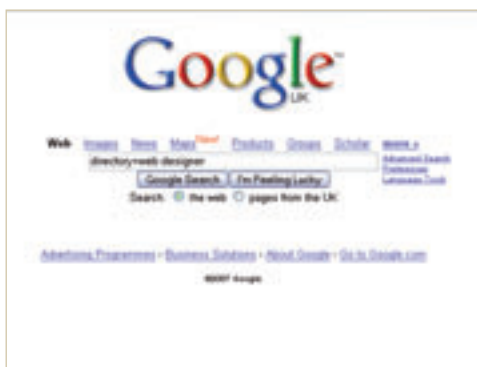 Google™
UK
Web Images News Maps New! Products Groups Scholar more »
directory+web designer
Advanced Search
Preferences
Language Tools
Google Search I'm Feeling Lucky
Search: the web pages from the UK
Advertising Programmes - Business Solutions - About Google - Go to Google.com
©2007 Google